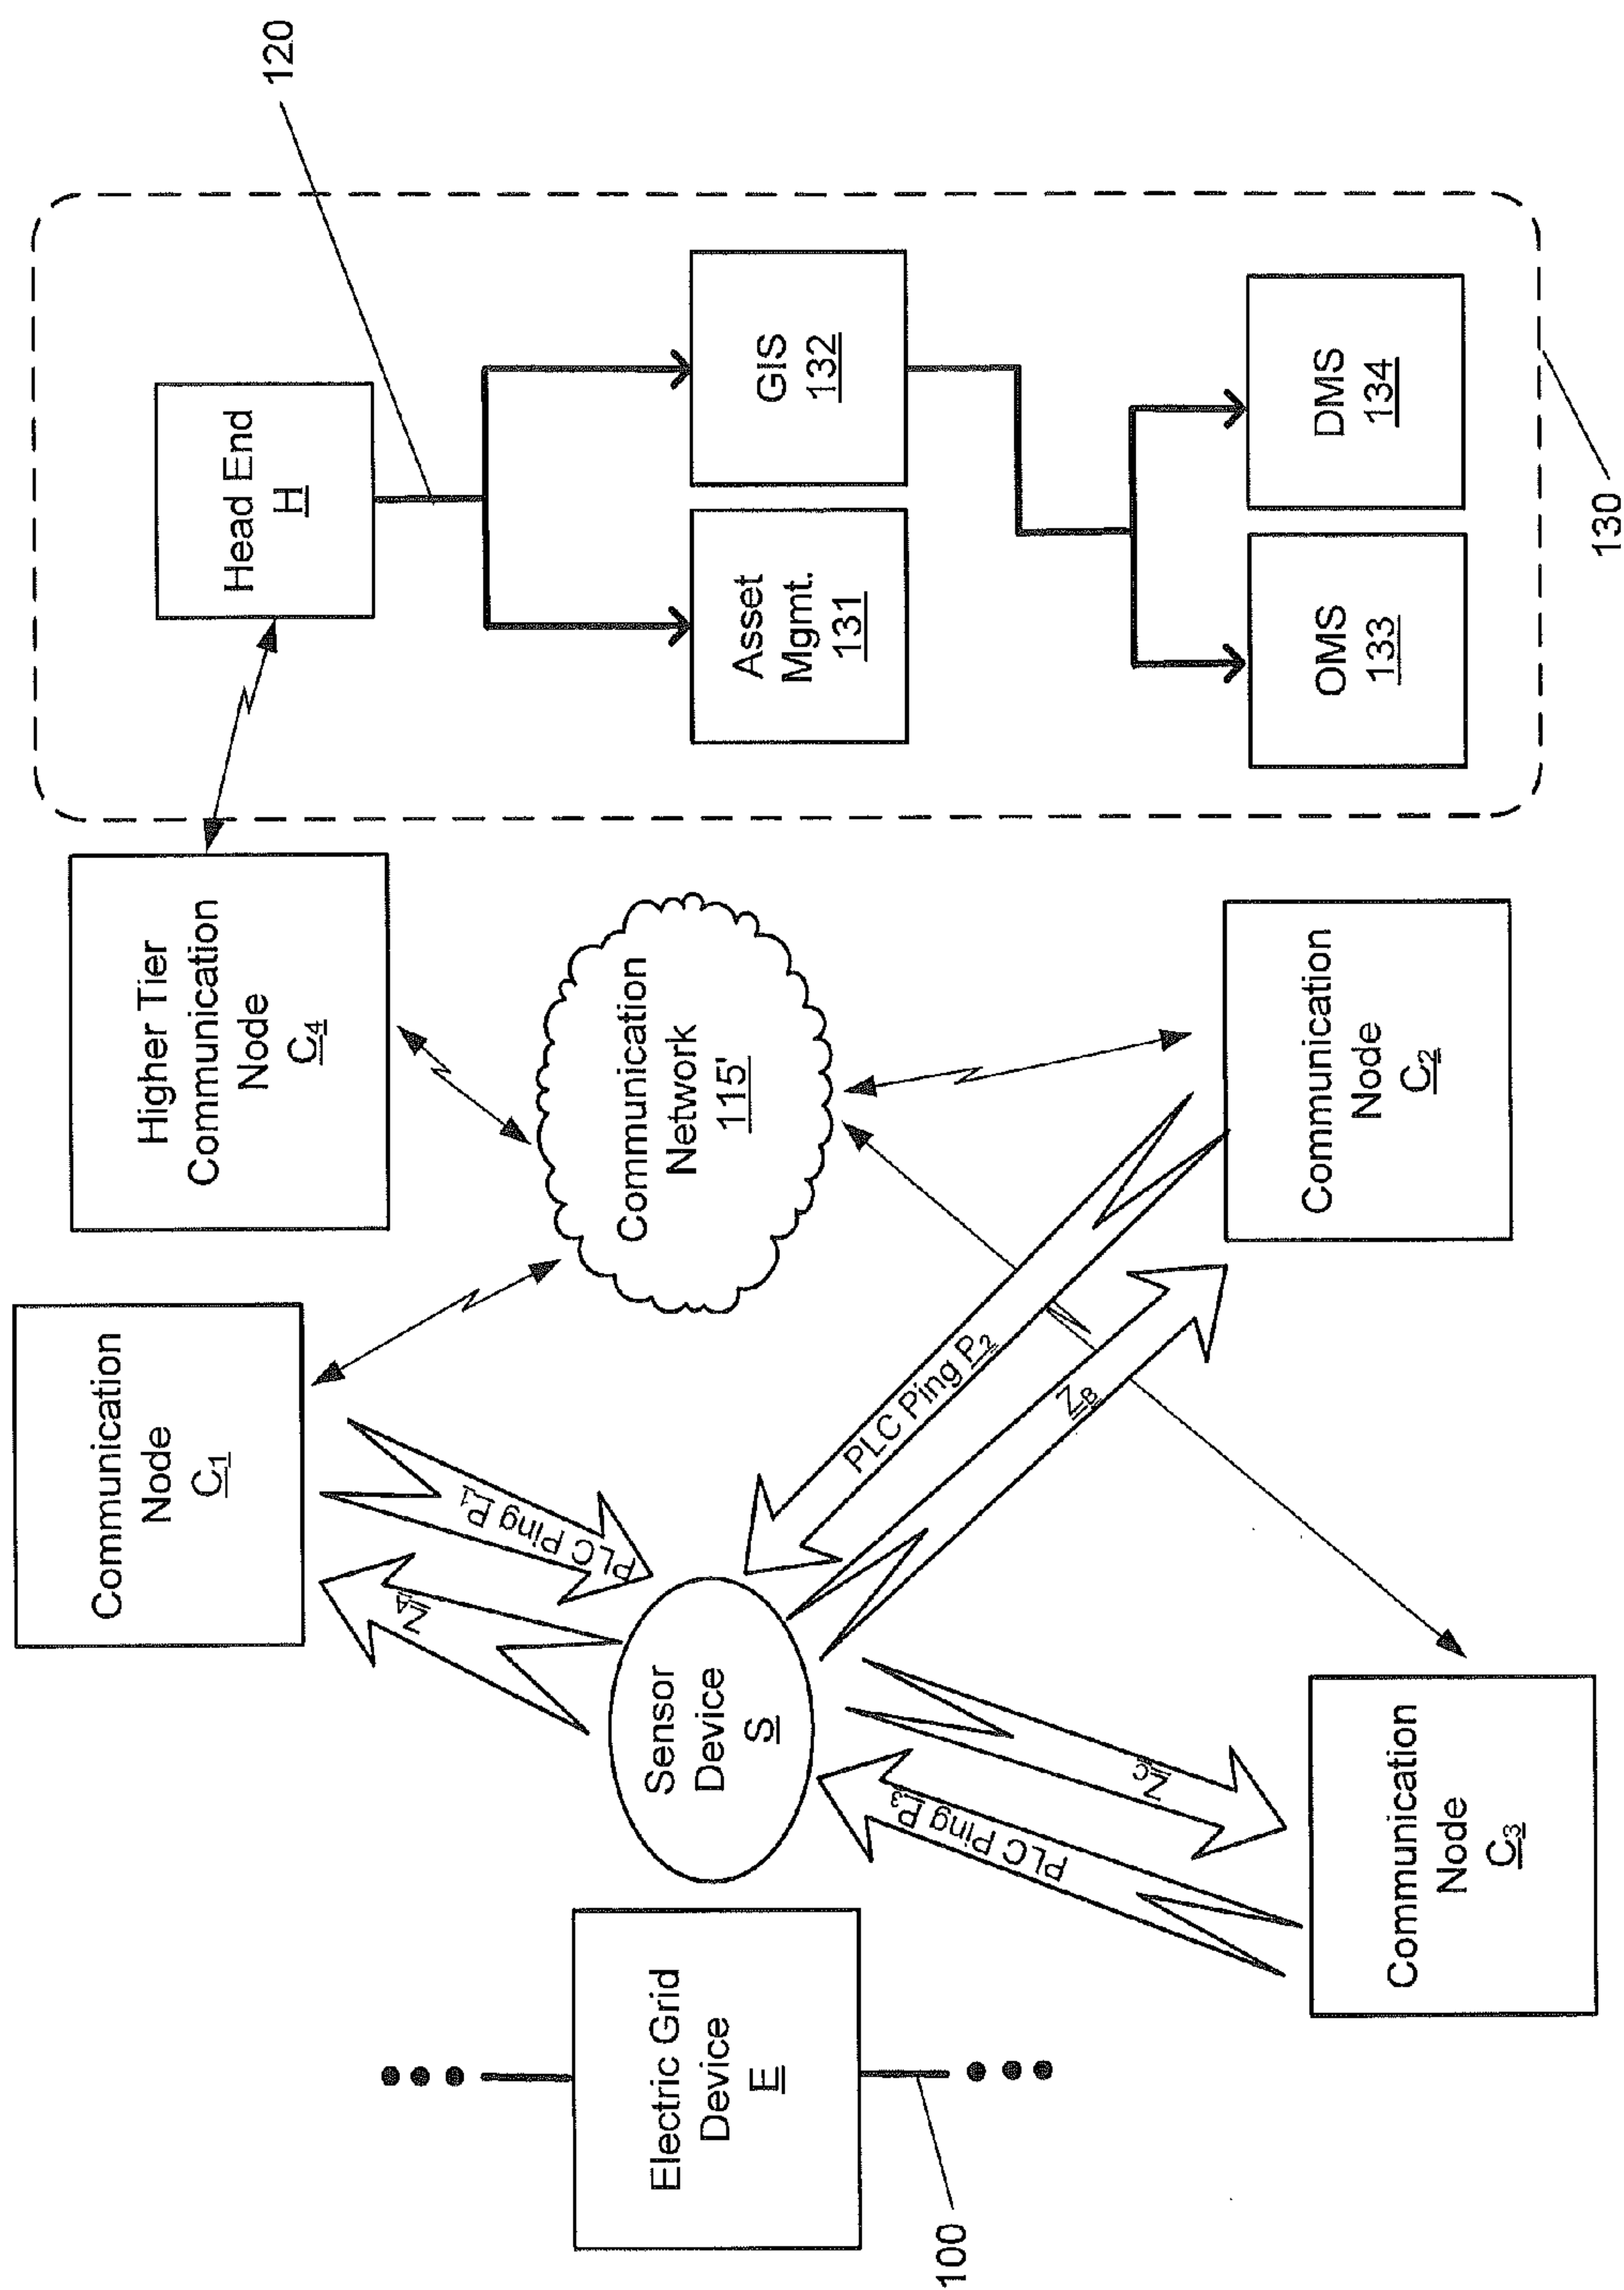 120
Head End
H
GIS
132
Asset
Mgmt.
131
DMS
134
OMS
133
130
Higher Tier
Communication
Node
C4
Communication
Network
115'
Communication
Node
C1
Communication
Node
C2
Communication
Node
C3
PLC Ping P1
ZA
PLC Ping P2
ZB
PLC Ping P3
ZC
Sensor
Device
S
Electric Grid
Device
E
100